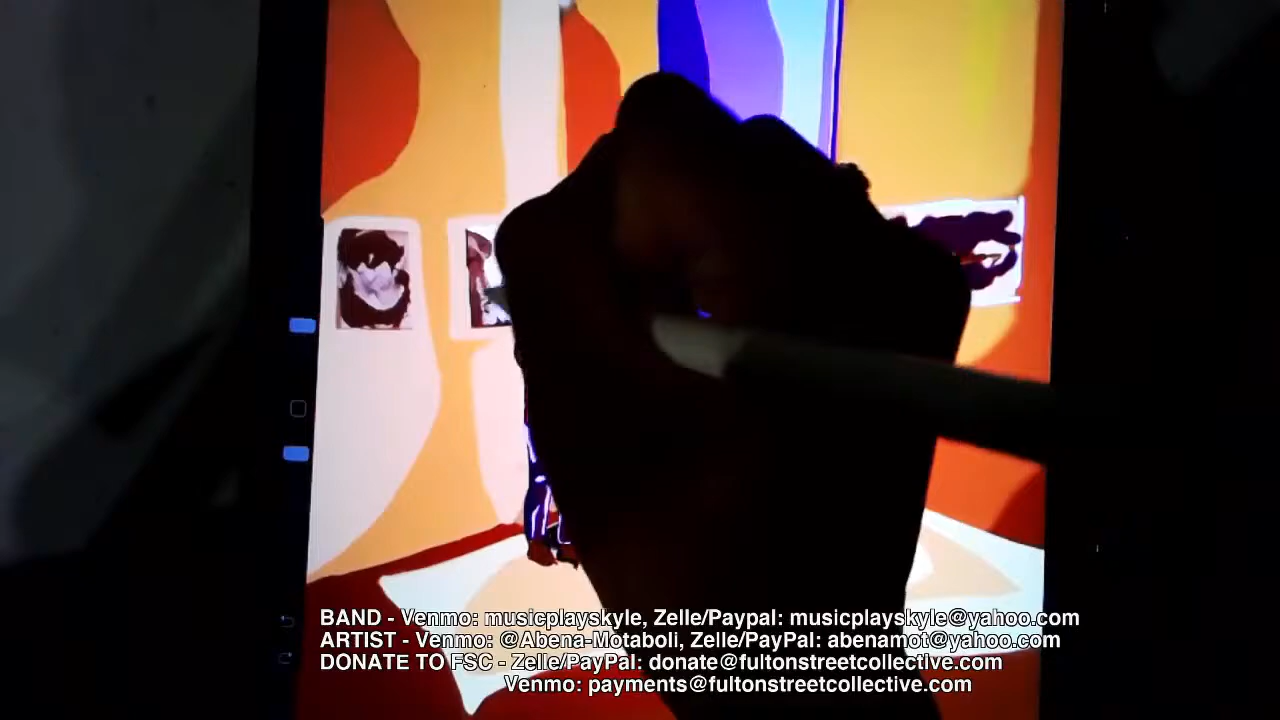 BAND - Venmo: musicplayskyle, Zelle/Paypal: musicplayskyle@yahoo.com
ARTIST - Venmo: @Abena-Motaboli, Zelle/PayPal: abenamot@yahoo.com
DONATE TO FSC - Zelle/PayPal: donate@fultonstreetcollective.com
Venmo: payments@fultonstreetcollective.com